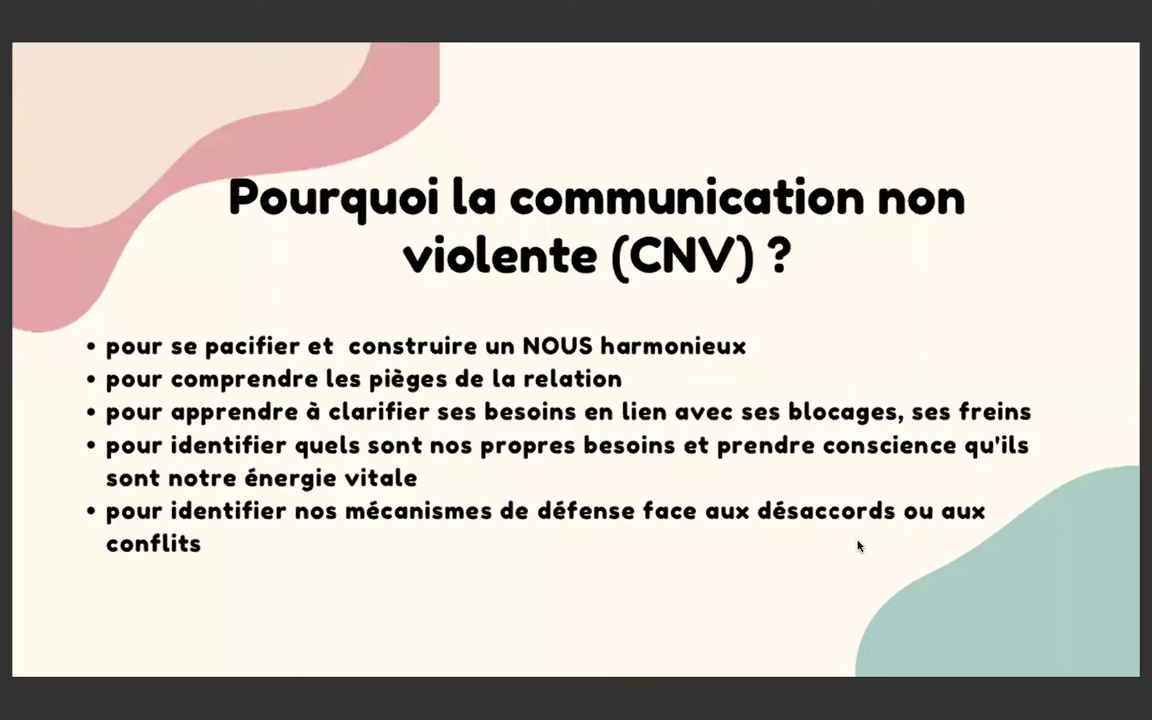 Pourquoi la communication non
violente (CNV) ?
• pour se pacifier et  construire un NOUS harmonieux
• pour comprendre les pièges de la relation
• pour apprendre à clarifier ses besoins en lien avec ses blocages, ses freins
• pour identifier quels sont nos propres besoins et prendre conscience qu'ils
sont notre énergie vitale
• pour identifier nos mécanismes de défense face aux désaccords ou aux
conflits